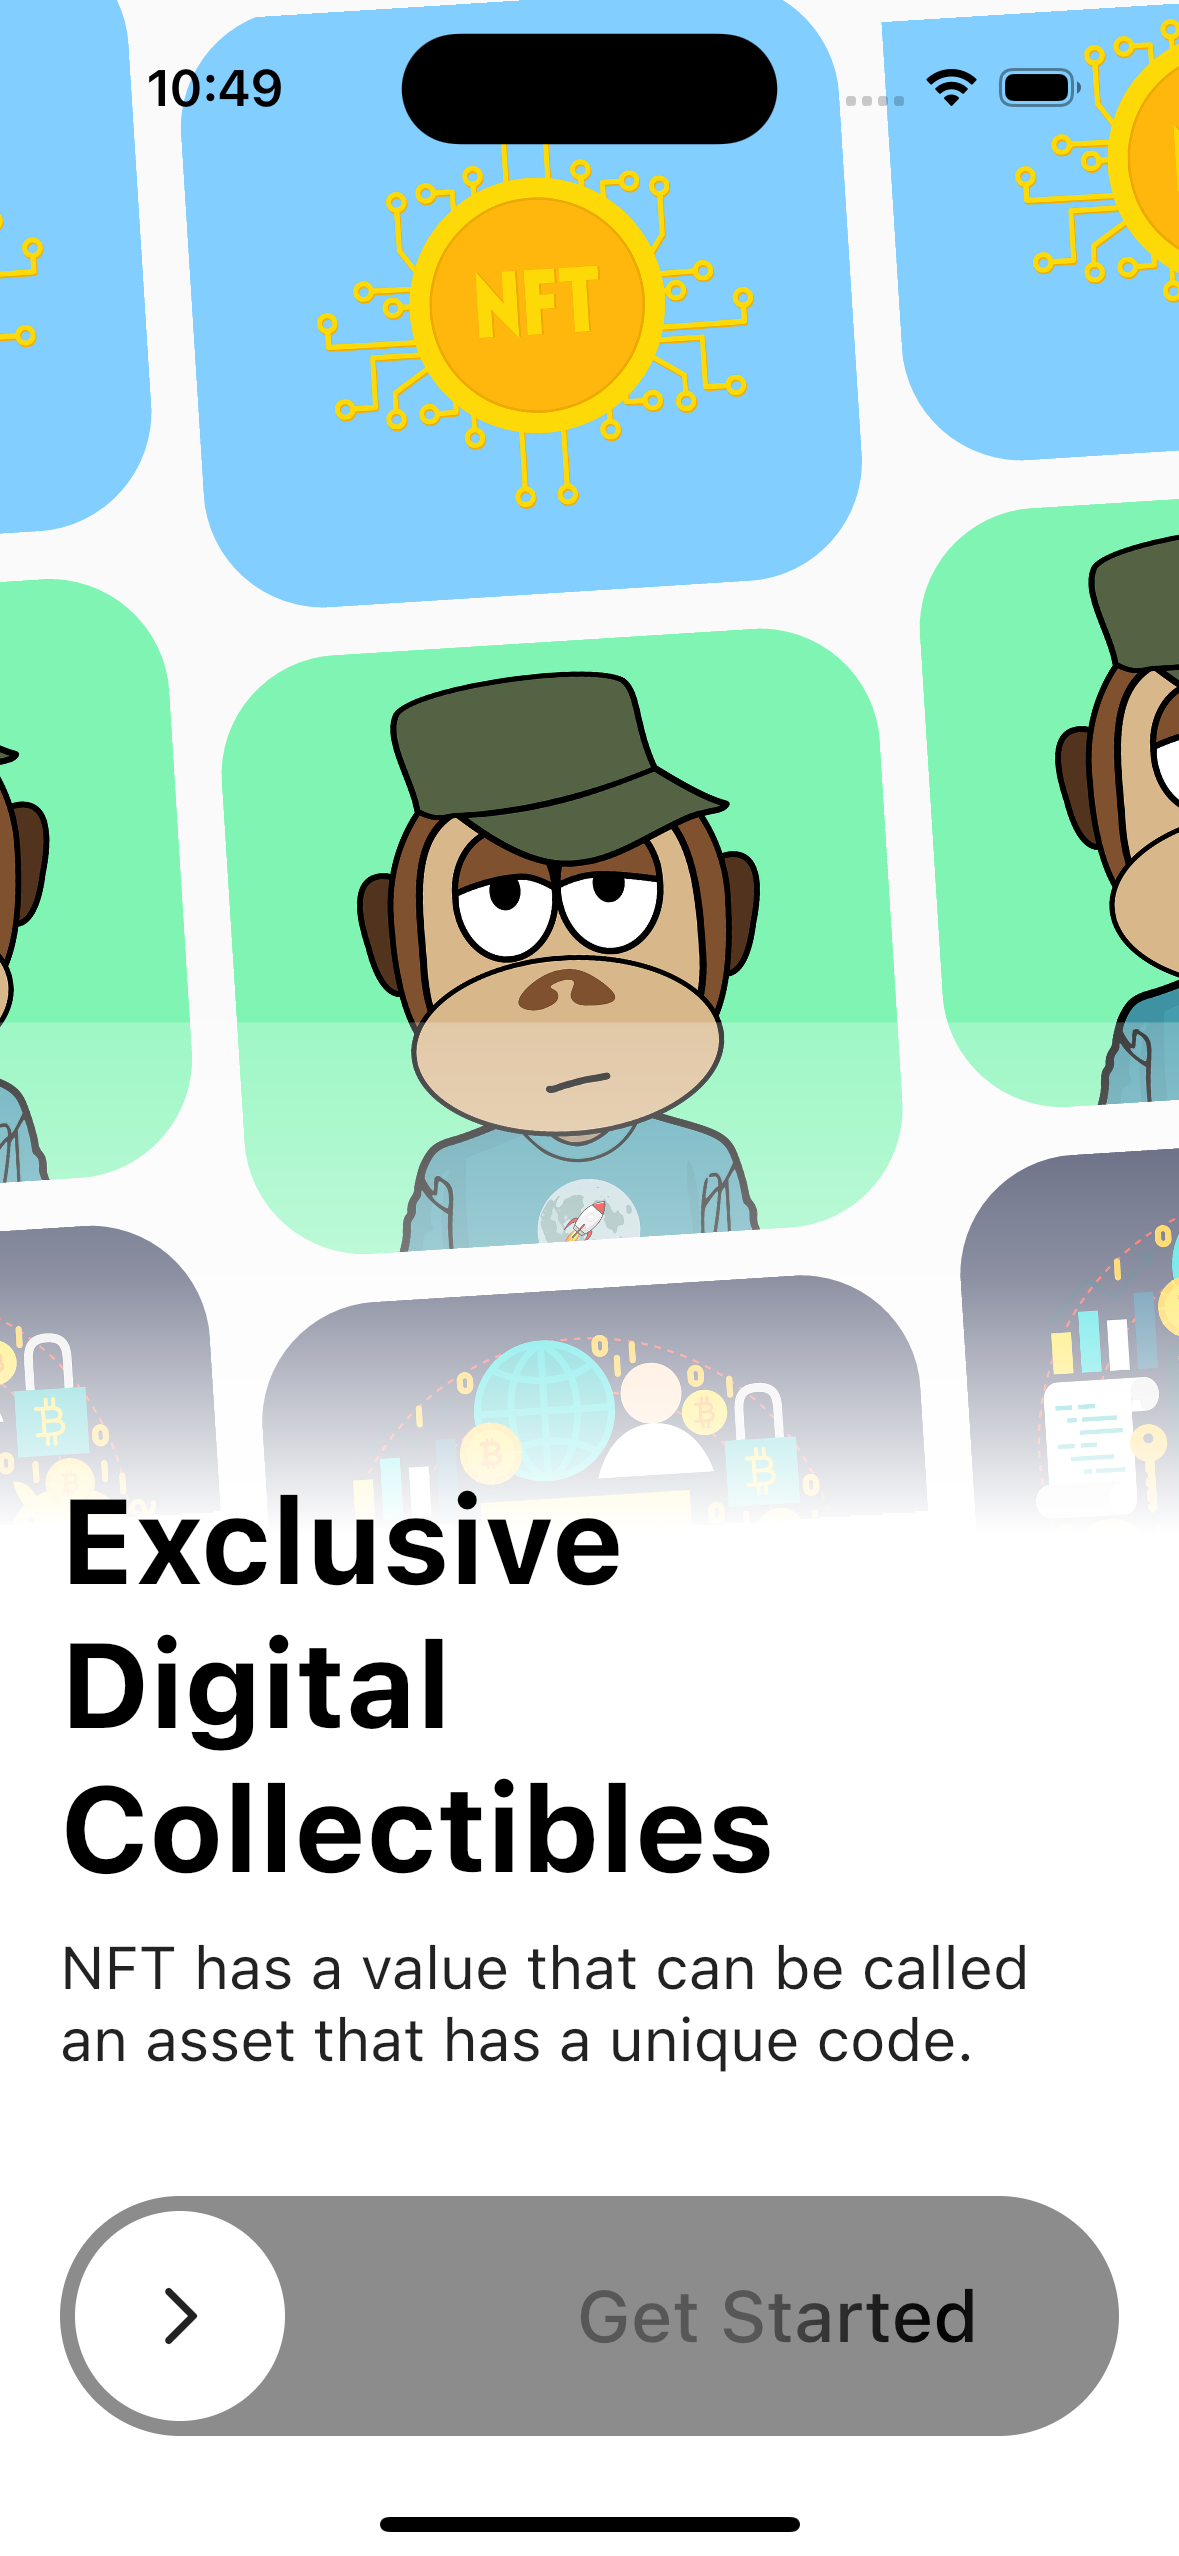 10:49
NFT
Exclusive
Digital
Collectibles
NFT has a value that can be called
an asset that has a unique code.
Get Started